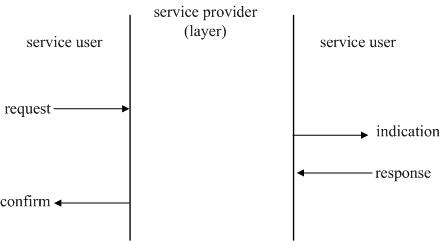 service provider
(layer)
service user
service user
request
indication
response
confirm